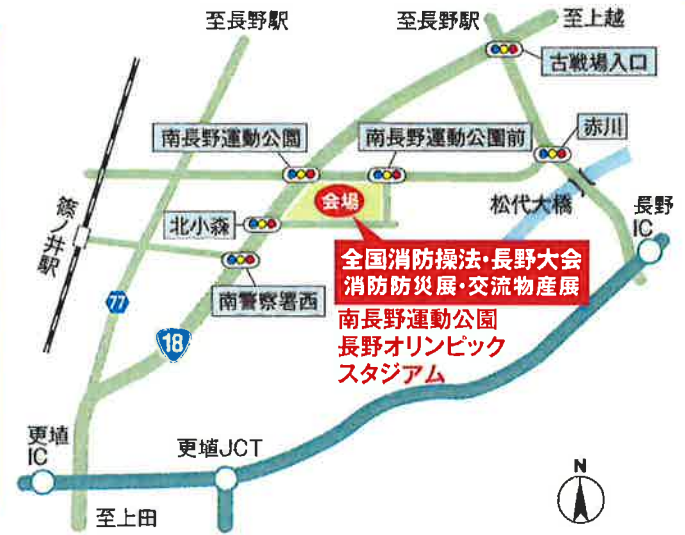 至長野駅
至長野駅
至上越
古戦場入口
南長野運動公園
南長野運動公園前
赤川
会場
北小森
松代大橋
長野
IC
篠ノ井駅
全国消防操法・長野大会
消防防災展・交流物産展
南警察署西
77
18
南長野運動公園
長野オリンピック
スタジアム
更埴
IC
更埴JCT
至上田
N